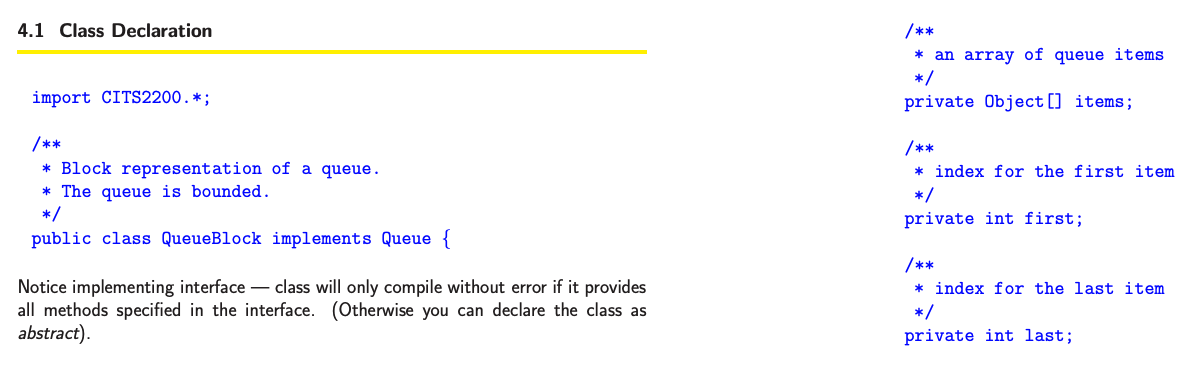 4.1 Class Declaration
import CITS2200.*;
/**
 * Block representation of a queue.
 * The queue is bounded.
 */
public class QueueBlock implements Queue {
Notice implementing interface — class will only compile without error if it provides
all methods specified in the interface. (Otherwise you can declare the class as
abstract).
/**
 * an array of queue items
 */
private Object[] items;
/**
 * index for the first item
 */
private int first;
/**
 * index for the last item
 */
private int last;